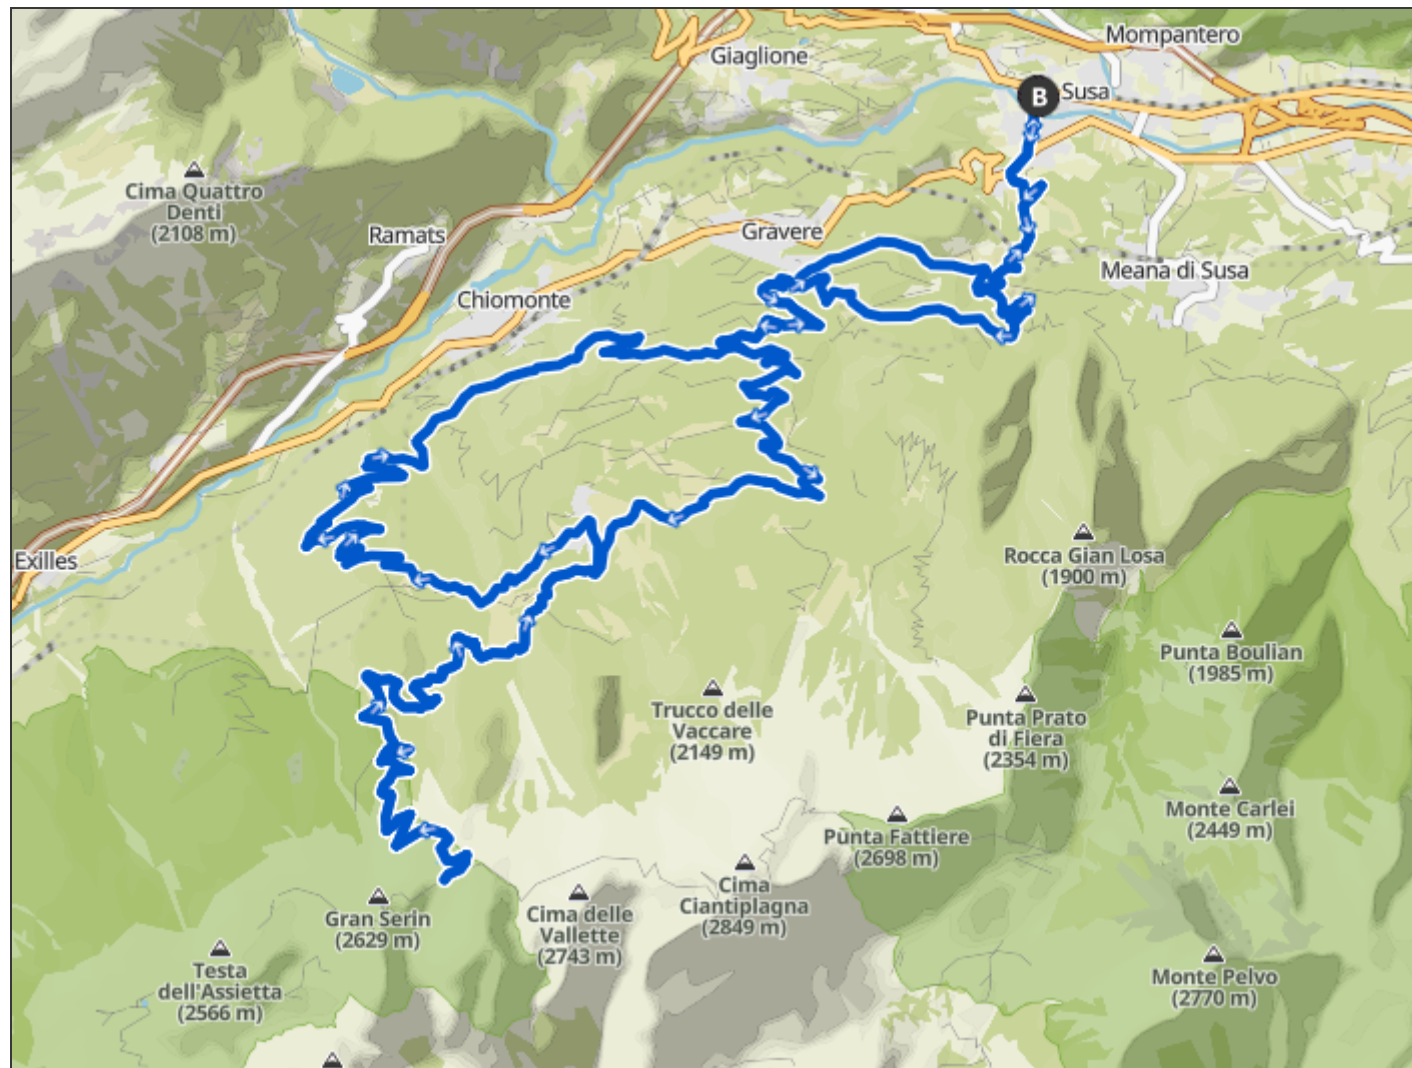 Mompantero
Giaglione
B
Susa
Cima Quattro
Denti
(2108 m)
Ramats
Gravere
Meana di Susa
Chiomonte
Exilles
Rocca Gian Losa
(1900 m)
Punta Boulian
(1985 m)
Trucco delle
Vaccare
(2149 m)
Punta Prato
di Fiera
(2354 m)
Monte Carlei
(2449 m)
Punta Fattiere
(2698 m)
Cima
Ciantiplagna
(2849 m)
Gran Serin
(2629 m)
Cima delle
Vallette
(2743 m)
Testa
dell'Assietta
(2566 m)
Monte Pelvo
(2770 m)